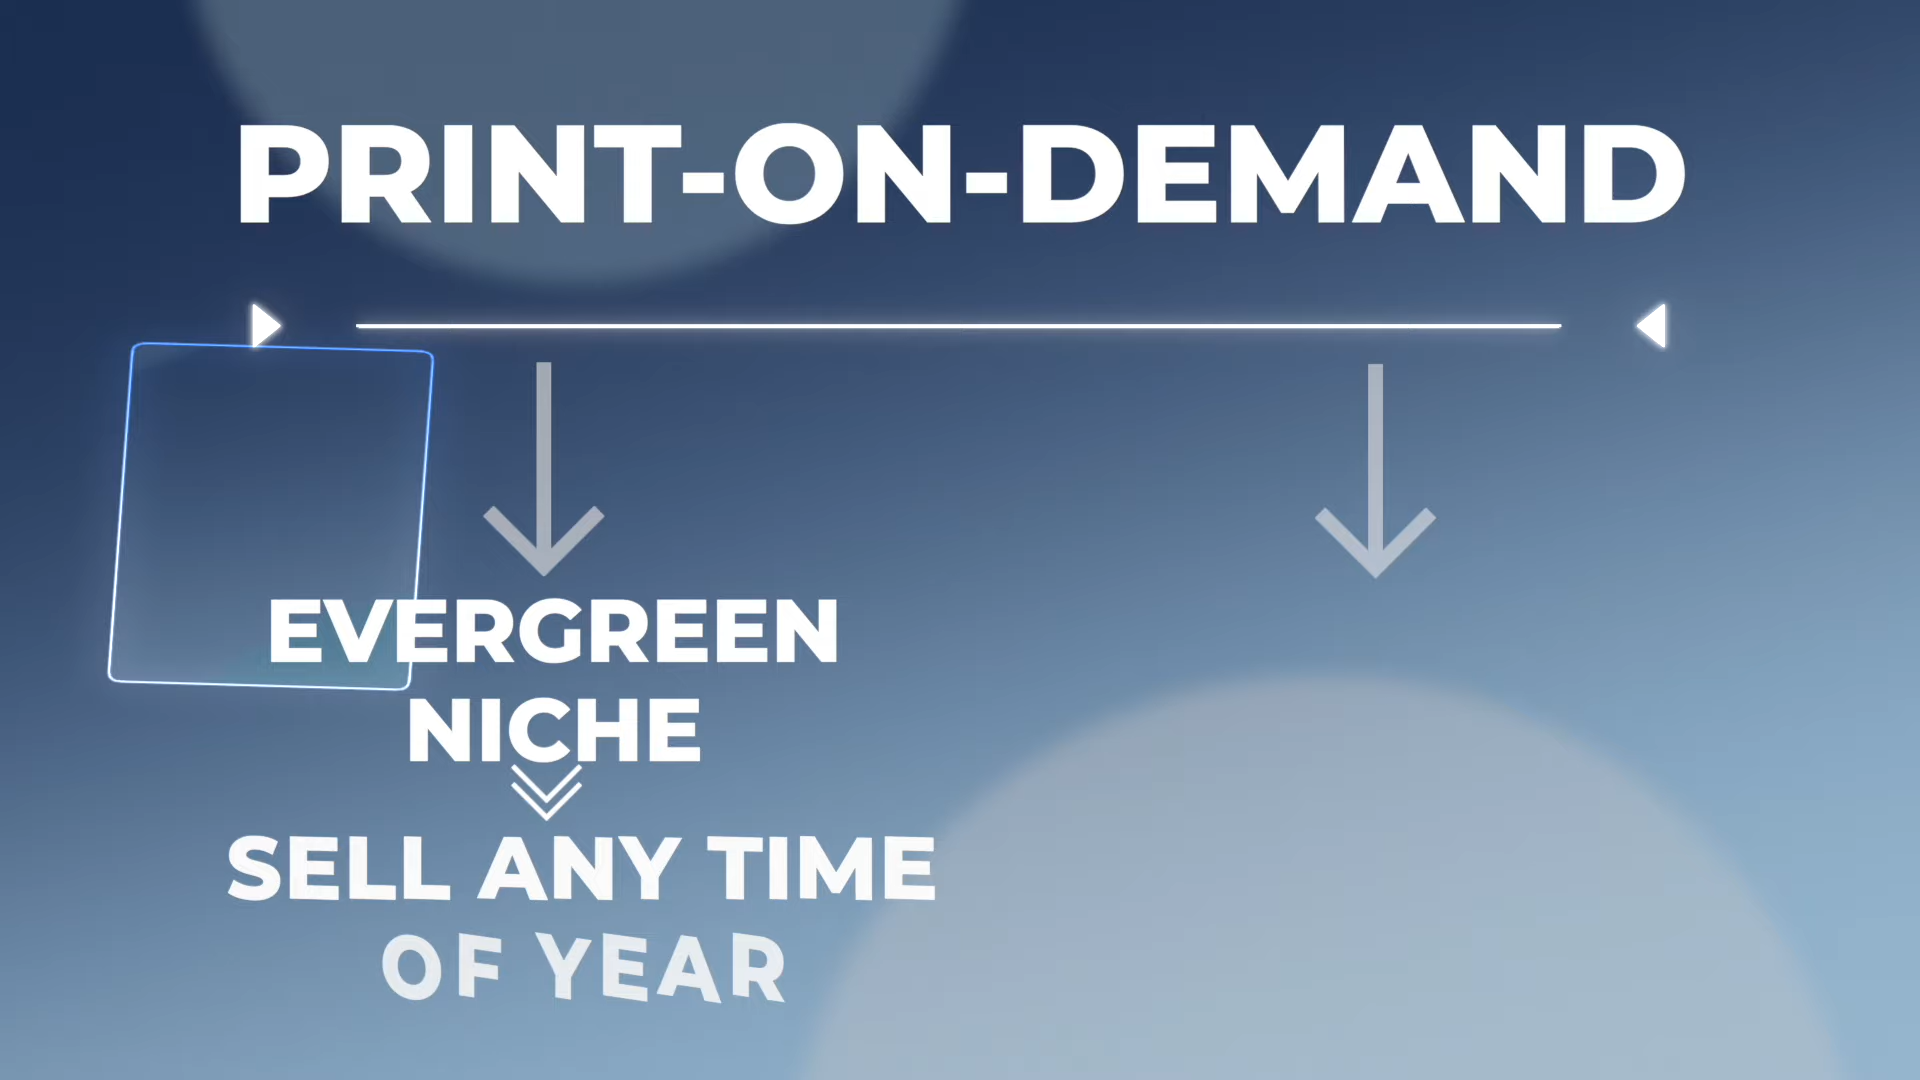 PRINT-ON-DEMAND
EVERGREEN
NICHE
SELL ANY TIME
OF YEAR